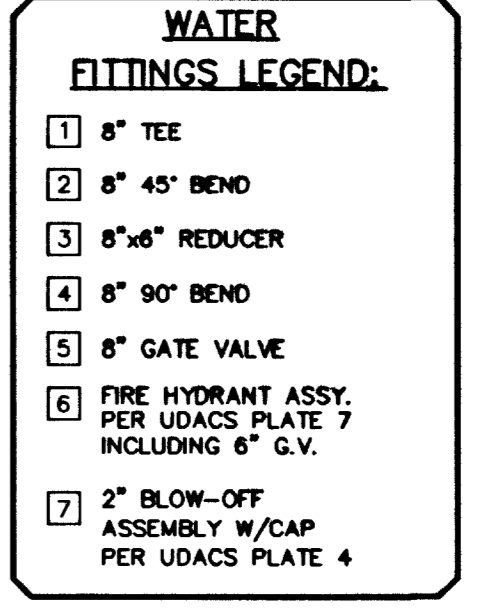 WATER
FITTINGS LEGEND:
1 8" TEE
2 8" 45° BEND
3 8"x6" REDUCER
4 8" 90° BEND
5 8" GATE VALVE
6 FIRE HYDRANT ASSY.
PER UDACS PLATE 7
INCLUDING 6" G.V.
7 2" BLOW-OFF
ASSEMBLY W/CAP
PER UDACS PLATE 4